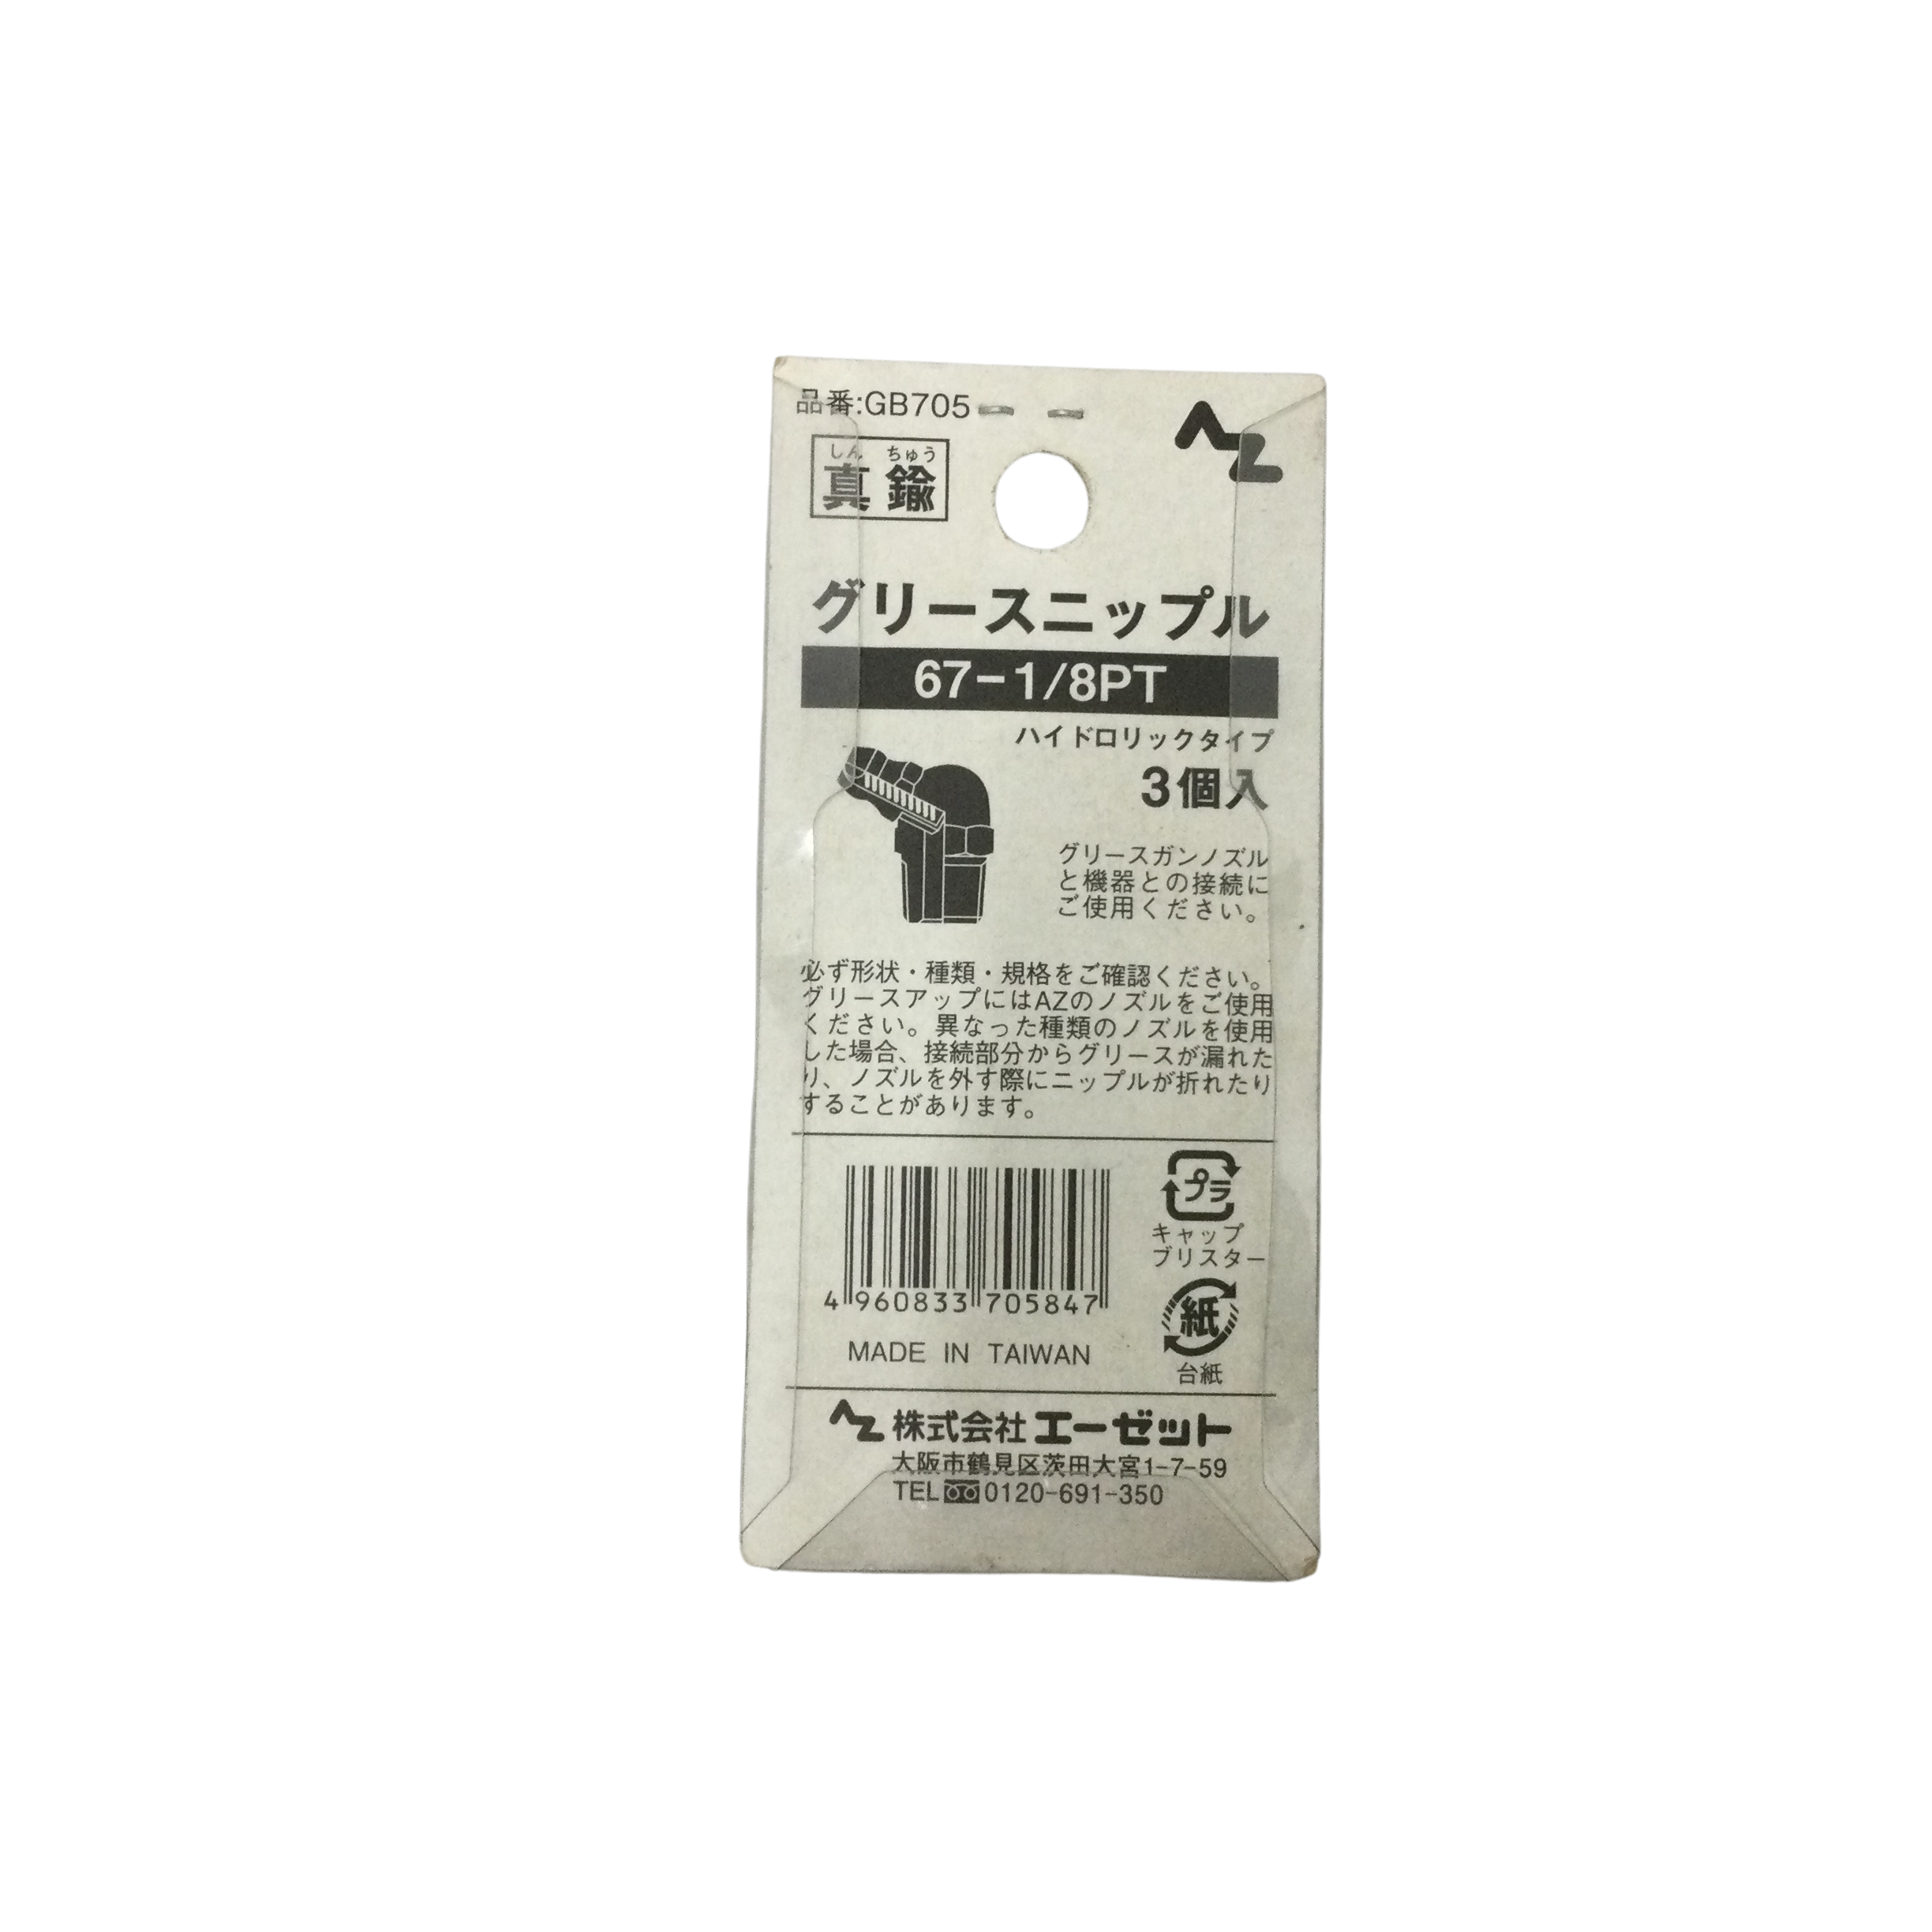 品番:GB705
AZ
しん ちゅう
真鍮
グリースニップル
67-1/8PT
ハイドロリックタイプ
3個入
グリースガンノズル
と機器との接続に
ご使用ください。
必ず形状・種類・規格をご確認ください。
グリースアップにはAZのノズルをご使用
ください。異なった種類のノズルを使用
した場合、接続部分からグリースが漏れた
り、ノズルを外す際にニップルが折れたり
することがあります。
プラ
キャップ
ブリスター
4 960833 705847
紙
台紙
MADE IN TAIWAN
AZ 株式会社エーゼット
大阪市鶴見区茨田大宮1-7-59
TEL 0120-691-350